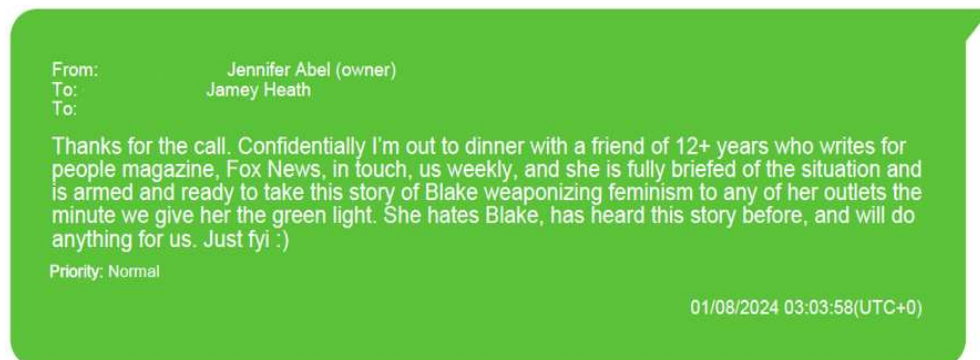 From: Jennifer Abel (owner)
To: Jamey Heath
To:
Thanks for the call. Confidentially I'm out to dinner with a friend of 12+ years who writes for
people magazine, Fox News, in touch, us weekly, and she is fully briefed of the situation and
is armed and ready to take this story of Blake weaponizing feminism to any of her outlets the
minute we give her the green light. She hates Blake, has heard this story before, and will do
anything for us. Just fyi :)
Priority: Normal
01/08/2024 03:03:58(UTC+0)